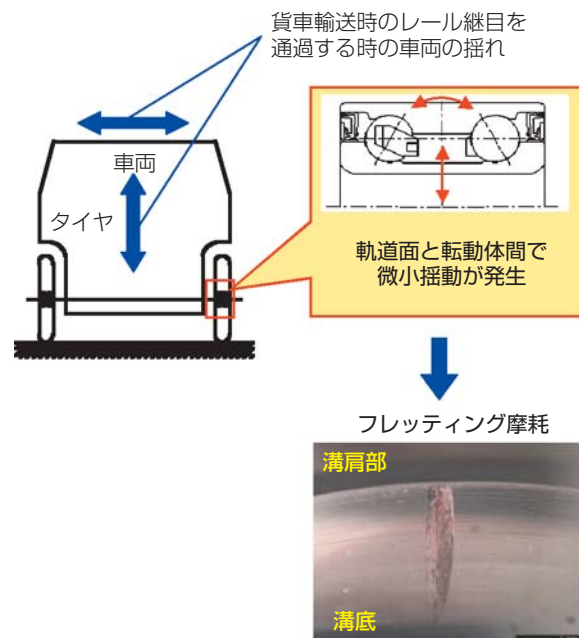 貨車輸送時のレール継目を
通過する時の車両の揺れ
車両
タイヤ
軌道面と転動体間で
微小揺動が発生
フレッティング摩耗
溝肩部
溝底